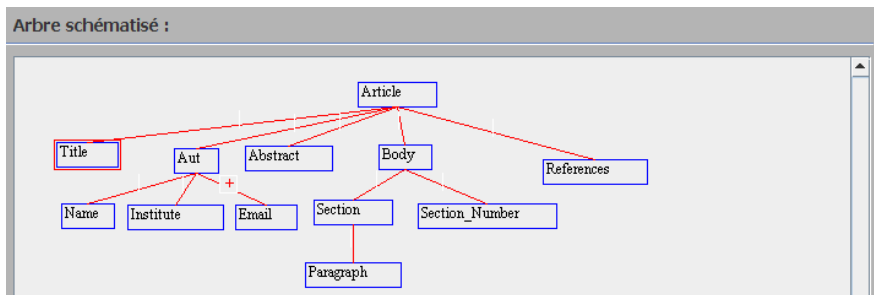 Arbre schématisé :
Article
Title
Aut
Abstract
Body
References
+
Name
Institute
Email
Section
Section_Number
Paragraph